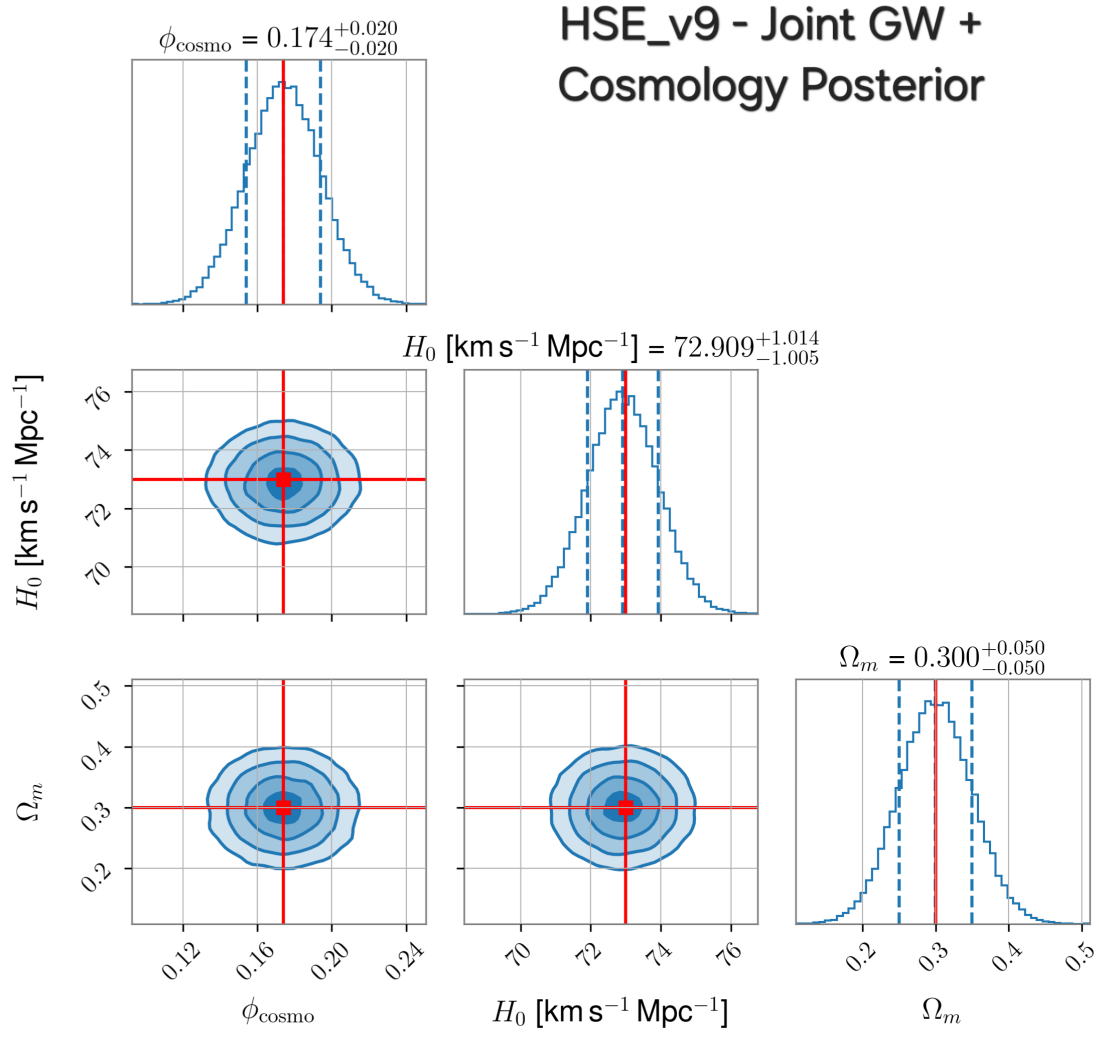 HSE_v9 - Joint GW +
Cosmology Posterior
ϕ_cosmo = 0.174^{+0.020}_{-0.020}
H₀ [km s⁻¹ Mpc⁻¹] = 72.909^{+1.014}_{-1.005}
H₀ [km s⁻¹ Mpc⁻¹]
76
74
72
70
Ω_m = 0.300^{+0.050}_{-0.050}
Ω_m
0.5
0.4
0.3
0.2
0.12 0.16 0.20 0.24
70 72 74 76
0.2 0.3 0.4 0.5
ϕ_cosmo
H₀ [km s⁻¹ Mpc⁻¹]
Ω_m